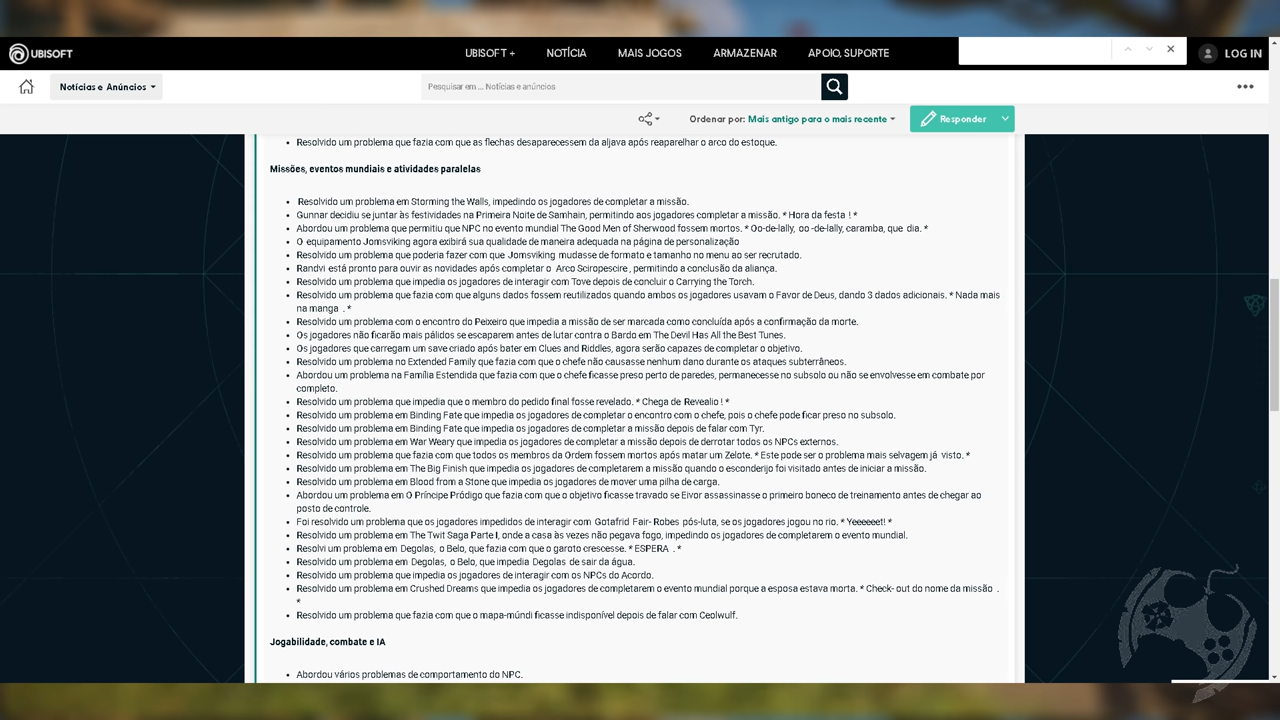 UBISOFT
UBISOFT +
NOTÍCIA
MAIS JOGOS
ARMAZENAR
APOIO, SUPORTE
LOG IN
Notícias e Anúncios
Pesquisar em ... Notícias e anúncios
Ordenar por: Mais antigo para o mais recente
Responder
Resolvido um problema que fazia com que as flechas desaparecessem da aljava após reaparelhar o arco do estoque.
Missões, eventos mundiais e atividades paralelas
Resolvido um problema em Storming the Walls, impedindo os jogadores de completar a missão.
Gunnar decidiu se juntar às festividades na Primeira Noite de Samhain, permitindo aos jogadores completar a missão. * Hora da festa ! *
Abordou um problema que permitiu que NPC no evento mundial The Good Men of Sherwood fossem mortos. * Oo-de-lally, oo -de-lally, caramba, que dia. *
O equipamento Jomsviking agora exibirá sua qualidade de maneira adequada na página de personalização
Resolvido um problema que poderia fazer com que Jomsviking mudasse de formato e tamanho no menu ao ser recrutado.
Randvi está pronto para ouvir as novidades após completar o Arco Sciropescire , permitindo a conclusão da aliança.
Resolvido um problema que impedia os jogadores de interagir com Tove depois de concluir o Carrying the Torch.
Resolvido um problema que fazia com que alguns dados fossem reutilizados quando ambos os jogadores usavam o Favor de Deus, dando 3 dados adicionais. * Nada mais
na manga . *
Resolvido um problema com o encontro do Peixeiro que impedia a missão de ser marcada como concluída após a confirmação da morte.
Os jogadores não ficarão mais pálidos se escaparem antes de lutar contra o Bardo em The Devil Has All the Best Tunes.
Os jogadores que carregam um save criado após bater em Clues and Riddles, agora serão capazes de completar o objetivo.
Resolvido um problema no Extended Family que fazia com que o chefe não causasse nenhum dano durante os ataques subterrâneos.
Abordou um problema na Família Estendida que fazia com que o chefe ficasse preso perto de paredes, permanecesse no subsolo ou não se envolvesse em combate por
completo.
Resolvido um problema que impedia que o membro do pedido final fosse revelado. * Chega de Revealio ! *
Resolvido um problema em Binding Fate que impedia os jogadores de completar o encontro com o chefe, pois o chefe pode ficar preso no subsolo.
Resolvido um problema em Binding Fate que impedia os jogadores de completar a missão depois de falar com Tyr.
Resolvido um problema em War Weary que impedia os jogadores de completar a missão depois de derrotar todos os NPCs externos.
Resolvido um problema que fazia com que todos os membros da Ordem fossem mortos após matar um Zelote. * Este pode ser o problema mais selvagem já visto. *
Resolvido um problema em The Big Finish que impedia os jogadores de completarem a missão quando o esconderijo foi visitado antes de iniciar a missão.
Resolvido um problema em Blood from a Stone que impedia os jogadores de mover uma pilha de carga.
Abordou um problema em O Príncipe Pródigo que fazia com que o objetivo ficasse travado se Eivor assassinasse o primeiro boneco de treinamento antes de chegar ao
posto de controle.
Foi resolvido um problema que os jogadores impedidos de interagir com Gotafrid Fair- Robes pós-luta, se os jogadores jogou no rio. * Yeeeeeet! *
Resolvido um problema em The Twit Saga Parte I, onde a casa às vezes não pegava fogo, impedindo os jogadores de completarem o evento mundial.
Resolvi um problema em Degolas, o Belo, que fazia com que o garoto crescesse. * ESPERA . *
Resolvido um problema em Degolas, o Belo, que impedia Degolas de sair da água.
Resolvido um problema que impedia os jogadores de interagir com os NPCs do Acordo.
Resolvido um problema em Crushed Dreams que impedia os jogadores de completarem o evento mundial porque a esposa estava morta. * Check- out do nome da missão .
*
Resolvido um problema que fazia com que o mapa-múndi ficasse indisponível depois de falar com Ceolwulf.
Jogabilidade, combate e IA
Abordou vários problemas de comportamento do NPC.